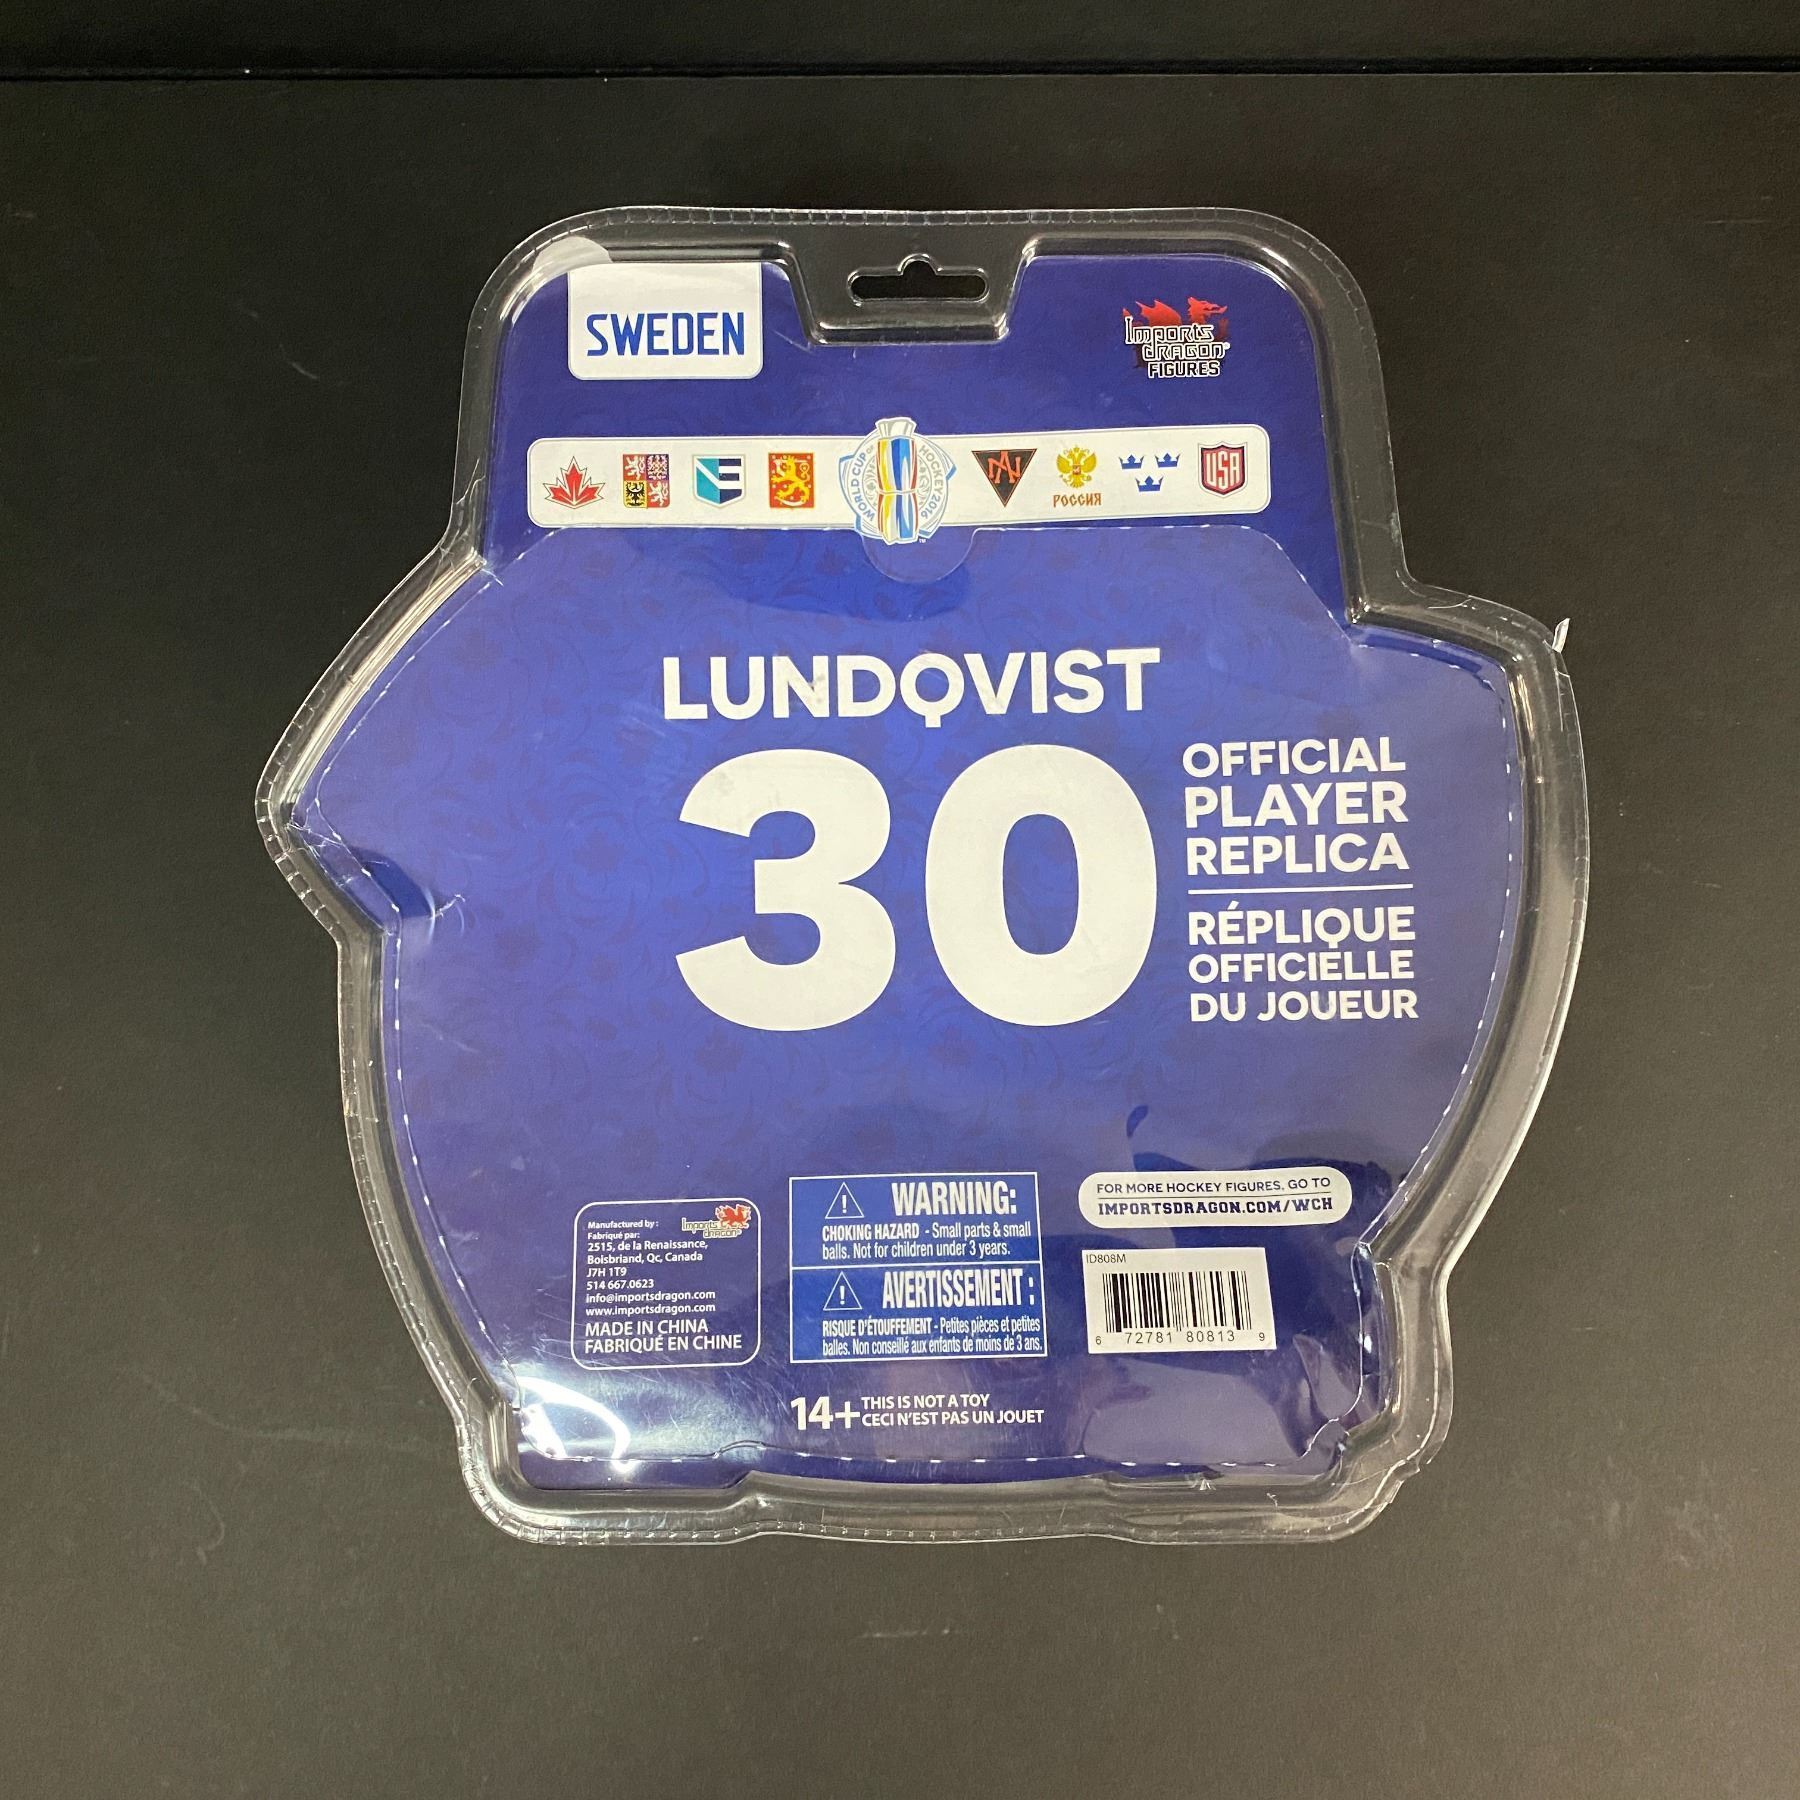 SWEDEN
Imports
DRAGON®
FIGURES
WORLD CUP OF HOCKEY 2016
NA
РОССИЯ
USA
LUNDQVIST
30
OFFICIAL
PLAYER
REPLICA
RÉPLIQUE
OFFICIELLE
DU JOUEUR
Manufactured by :
Fabriqué par:
Imports
DRAGON®
2515, de la Renaissance,
Boisbriand, Qc, Canada
J7H 1T9
514 667.0623
info@importsdragon.com
www.importsdragon.com
MADE IN CHINA
FABRIQUÉ EN CHINE
! WARNING:
CHOKING HAZARD - Small parts & small
balls. Not for children under 3 years.
! AVERTISSEMENT :
RISQUE D'ÉTOUFFEMENT - Petites pièces et petites
balles. Non conseillé aux enfants de moins de 3 ans.
14+ THIS IS NOT A TOY
CECI N'EST PAS UN JOUET
FOR MORE HOCKEY FIGURES, GO TO
IMPORTSDRAGON.COM/WCH
ID808M
6 72781 80813 9